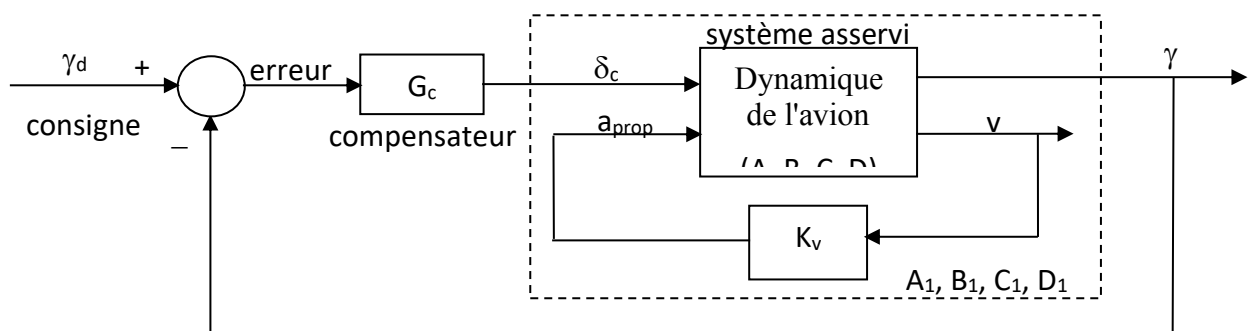 système asservi
γd
+
erreur
Gc
δc
Dynamique
de l'avion
γ
consigne
−
compensateur
aprop
v
Kv
A1, B1, C1, D1